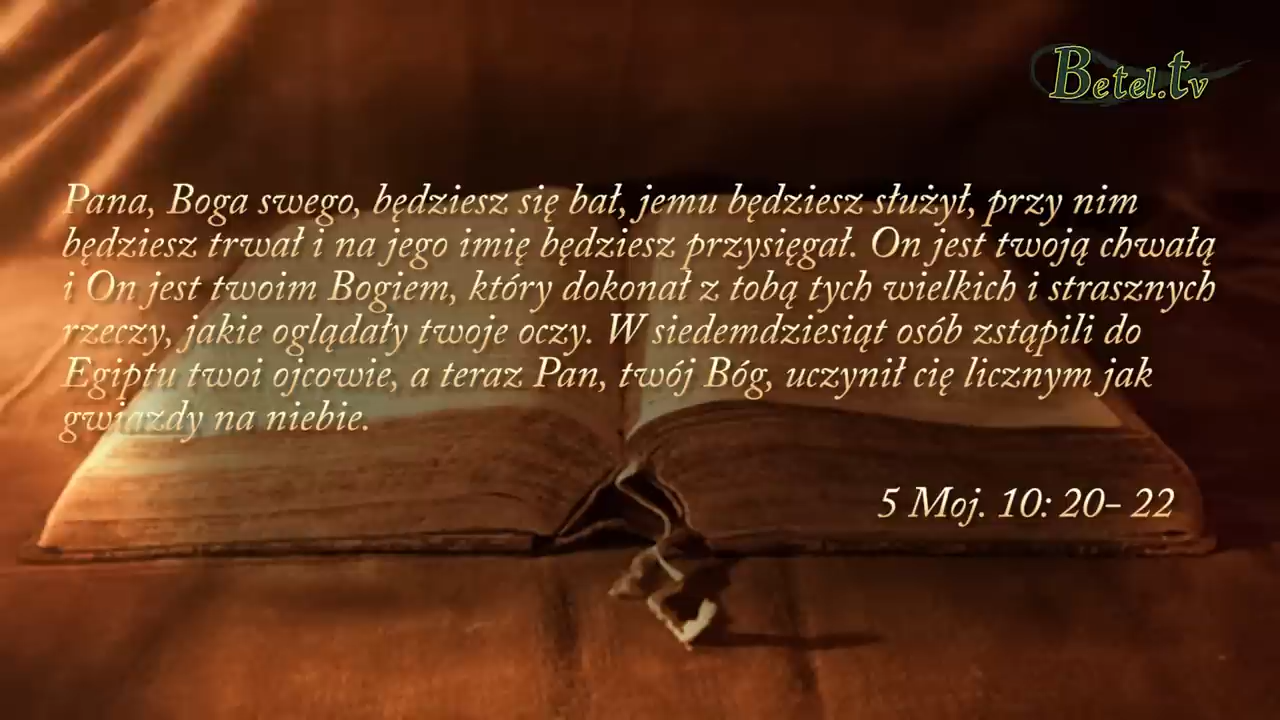 Betel.tv
Pana, Boga swego, będziesz się bał, jemu będziesz służył, przy nim
będziesz trwał i na jego imię będziesz przysięgał. On jest twoją chwałą
i On jest twoim Bogiem, który dokonał z tobą tych wielkich i strasznych
rzeczy, jakie oglądały twoje oczy. W siedemdziesiąt osób zstąpili do
Egiptu twoi ojcowie, a teraz Pan, twój Bóg, uczynił cię licznym jak
gwiazdy na niebie.
5 Moj. 10: 20- 22